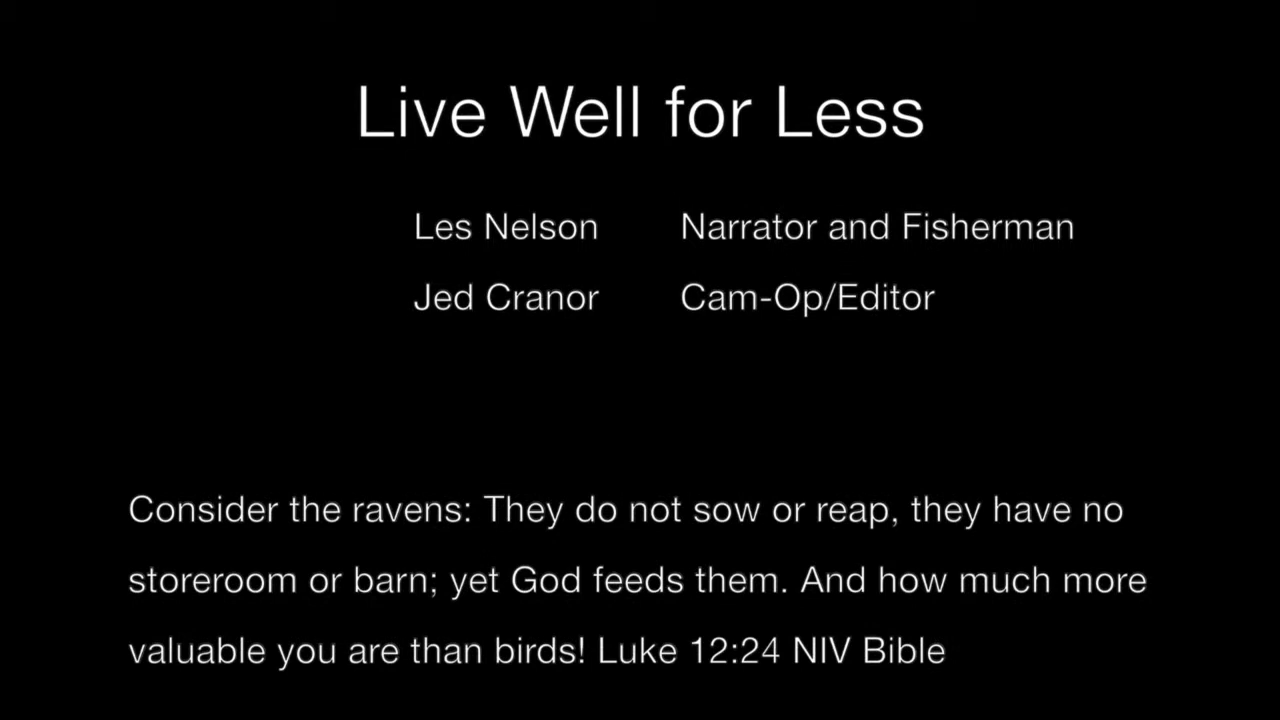 Live Well for Less
Les Nelson Narrator and Fisherman
Jed Cranor Cam-Op/Editor
Consider the ravens: They do not sow or reap, they have no
storeroom or barn; yet God feeds them. And how much more
valuable you are than birds! Luke 12:24 NIV Bible